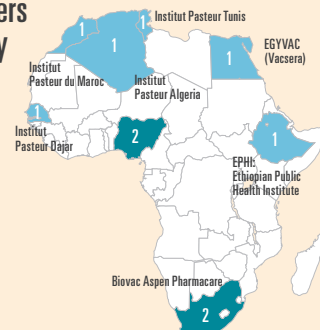 ers
y
1
Institut Pasteur Tunis
1
1
1
EGYVAC
(Vacsera)
Institut
Pasteur du Maroc
Institut
Pasteur Algeria
1
Institut
Pasteur Dajar
2
1
EPHI:
Ethiopian Public
Health Institute
Biovac Aspen Pharmacare
2